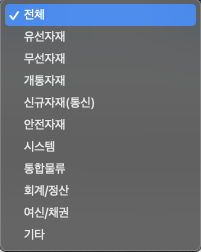 전체
유선자재
무선자재
개통자재
신규자재(통신)
안전자재
시스템
통합물류
회계/정산
여신/채권
기타